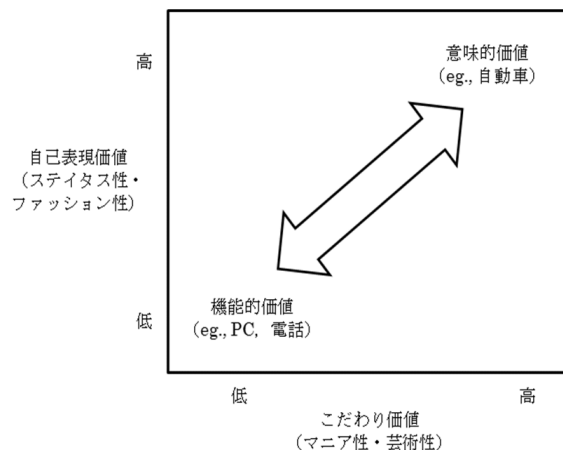 高
意味的価値
(eg., 自動車)
自己表現価値
(ステイタス性・
ファッション性)
機能的価値
(eg., PC, 電話)
低
低
高
こだわり価値
(マニア性・芸術性)